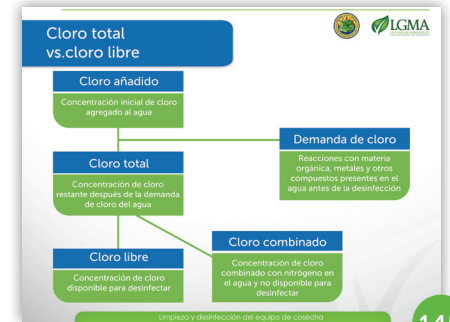 Cloro total
vs.cloro libre
LGMA
Cloro añadido
Concentración inicial de cloro
agregado al agua
Demanda de cloro
Reacciones con materia
orgánica, metales y otros
compuestos presentes en el
agua antes de la desinfección
Cloro total
Concentración de cloro
restante después de la demanda
de cloro del agua
Cloro combinado
Concentración de cloro
combinado con nitrógeno en
el agua y no disponible para
desinfectar
Cloro libre
Concentración de cloro
disponible para desinfectar
Limpieza y desinfección del equipo de cosecha